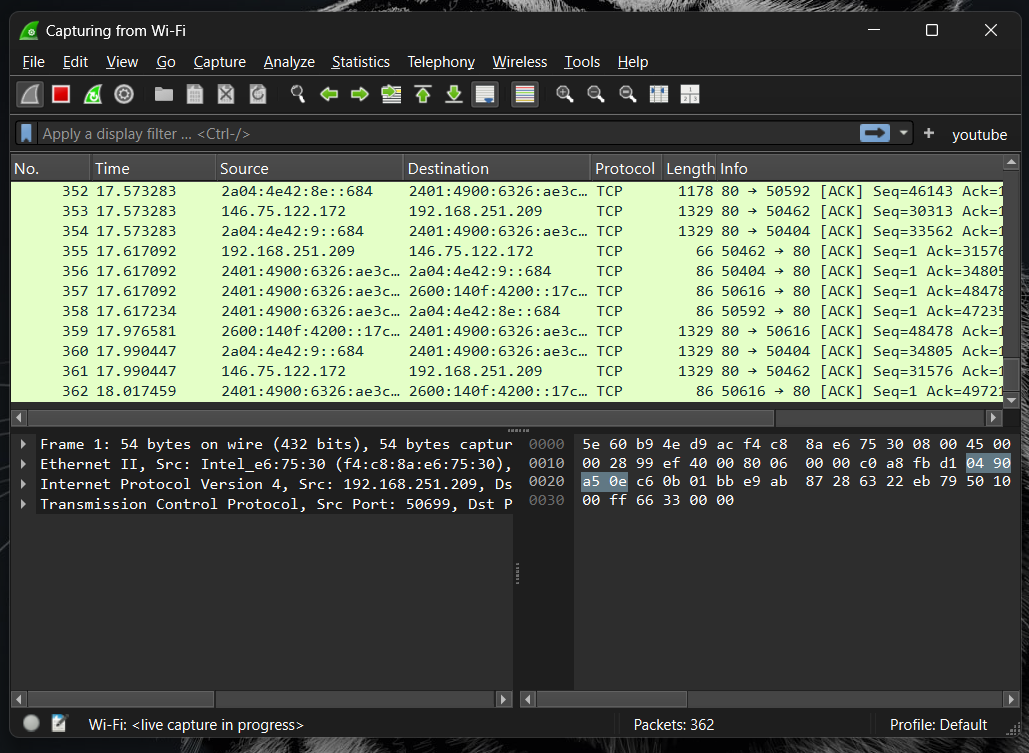 Capturing from Wi-Fi
File Edit View Go Capture Analyze Statistics Telephony Wireless Tools Help
Apply a display filter ... <Ctrl-/> + youtube
No. Time Source Destination Protocol Length Info
352 17.573283 2a04:4e42:8e::684 2401:4900:6326:ae3c… TCP 1178 80 → 50592 [ACK] Seq=46143 Ack=1
353 17.573283 146.75.122.172 192.168.251.209 TCP 1329 80 → 50462 [ACK] Seq=30313 Ack=1
354 17.573283 2a04:4e42:9::684 2401:4900:6326:ae3c… TCP 1329 80 → 50404 [ACK] Seq=33562 Ack=1
355 17.617092 192.168.251.209 146.75.122.172 TCP 66 50462 → 80 [ACK] Seq=1 Ack=31576
356 17.617092 2401:4900:6326:ae3c… 2a04:4e42:9::684 TCP 86 50404 → 80 [ACK] Seq=1 Ack=34805
357 17.617092 2401:4900:6326:ae3c… 2600:140f:4200::17c… TCP 86 50616 → 80 [ACK] Seq=1 Ack=48478
358 17.617234 2401:4900:6326:ae3c… 2a04:4e42:8e::684 TCP 86 50592 → 80 [ACK] Seq=1 Ack=47235
359 17.976581 2600:140f:4200::17c… 2401:4900:6326:ae3c… TCP 1329 80 → 50616 [ACK] Seq=48478 Ack=1
360 17.990447 2a04:4e42:9::684 2401:4900:6326:ae3c… TCP 1329 80 → 50404 [ACK] Seq=34805 Ack=1
361 17.990447 146.75.122.172 192.168.251.209 TCP 1329 80 → 50462 [ACK] Seq=31576 Ack=1
362 18.017459 2401:4900:6326:ae3c… 2600:140f:4200::17c… TCP 86 50616 → 80 [ACK] Seq=1 Ack=49721
Frame 1: 54 bytes on wire (432 bits), 54 bytes captur
Ethernet II, Src: Intel_e6:75:30 (f4:c8:8a:e6:75:30),
Internet Protocol Version 4, Src: 192.168.251.209, Ds
Transmission Control Protocol, Src Port: 50699, Dst P
0000 5e 60 b9 4e d9 ac f4 c8 8a e6 75 30 08 00 45 00
0010 00 28 99 ef 40 00 80 06 00 00 c0 a8 fb d1 04 90
0020 a5 0e c6 0b 01 bb e9 ab 87 28 63 22 eb 79 50 10
0030 00 ff 66 33 00 00
Wi-Fi: <live capture in progress> Packets: 362 Profile: Default